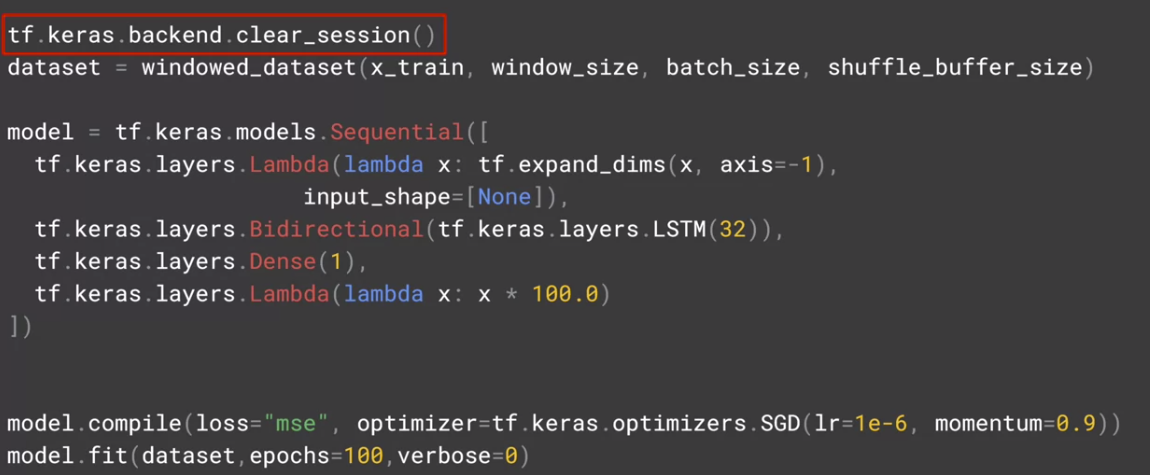 tf.keras.backend.clear_session()
dataset = windowed_dataset(x_train, window_size, batch_size, shuffle_buffer_size)
model = tf.keras.models.Sequential([
tf.keras.layers.Lambda(lambda x: tf.expand_dims(x, axis=-1),
input_shape=[None]),
tf.keras.layers.Bidirectional(tf.keras.layers.LSTM(32)),
tf.keras.layers.Dense(1),
tf.keras.layers.Lambda(lambda x: x * 100.0)
])
model.compile(loss="mse", optimizer=tf.keras.optimizers.SGD(lr=1e-6, momentum=0.9))
model.fit(dataset,epochs=100,verbose=0)